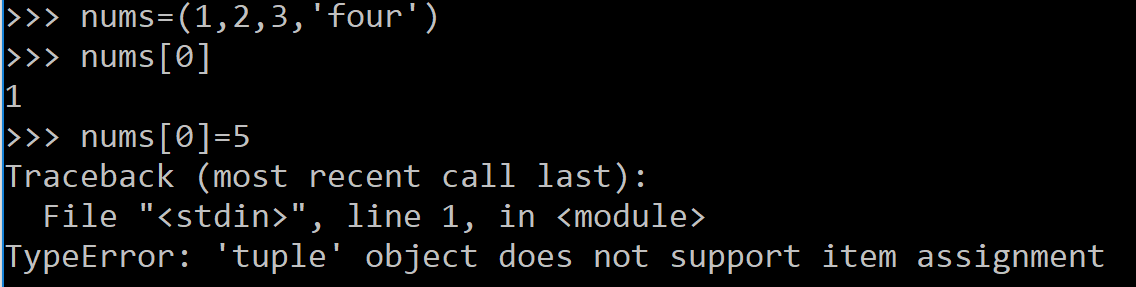 >>> nums=(1,2,3,'four')
>>> nums[0]
1
>>> nums[0]=5
Traceback (most recent call last):
  File "<stdin>", line 1, in <module>
TypeError: 'tuple' object does not support item assignment